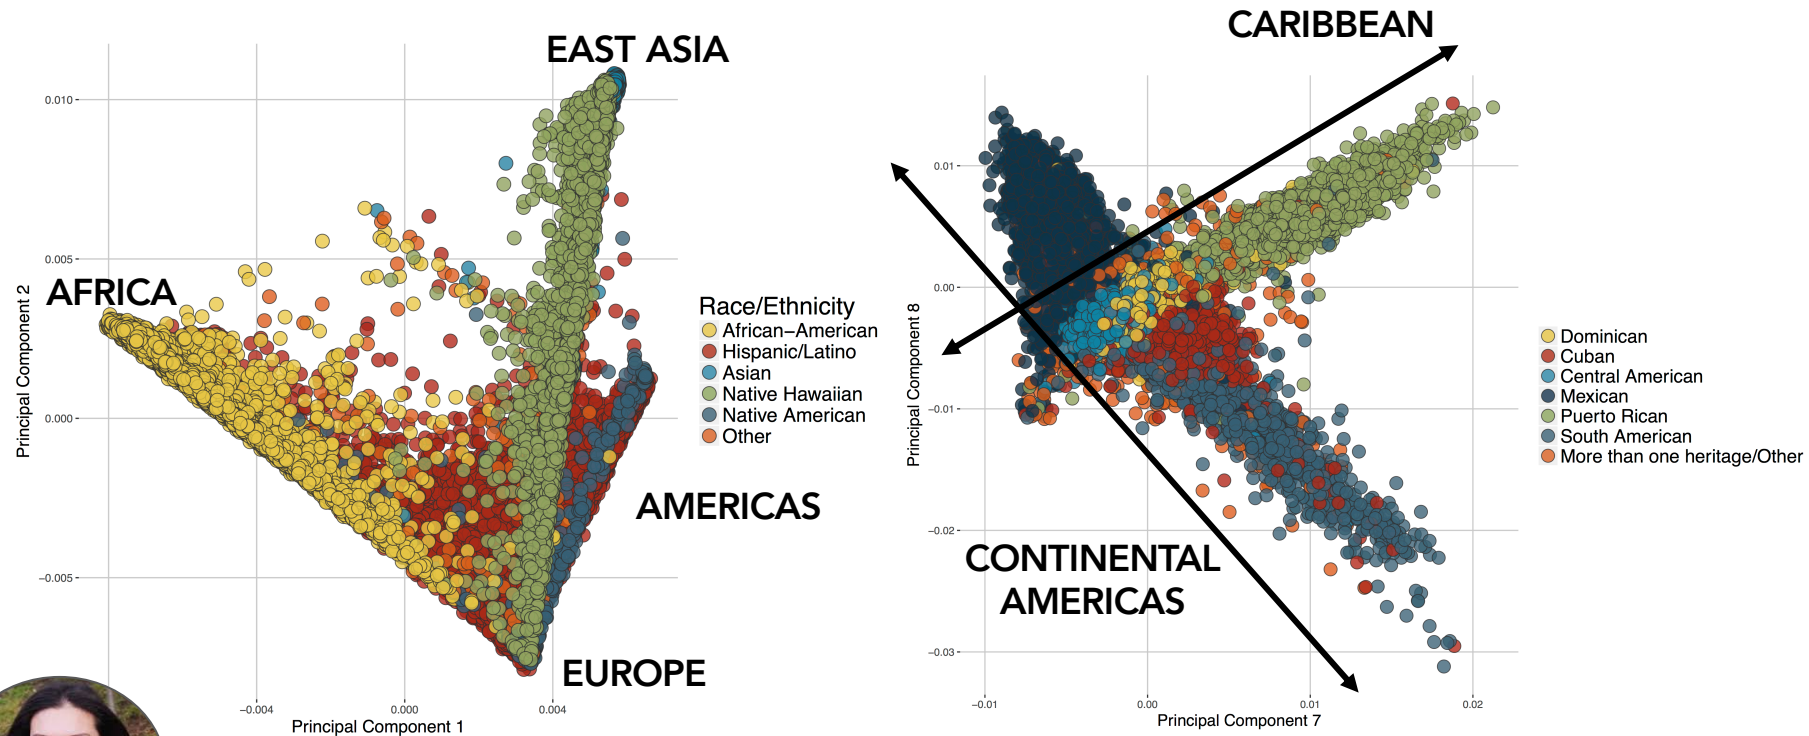 EAST ASIA
AFRICA
AMERICAS
EUROPE
0.010
0.005
0.000
−0.005
−0.004
0.000
0.004
Principal Component 2
Principal Component 1
Race/Ethnicity
African−American
Hispanic/Latino
Asian
Native Hawaiian
Native American
Other
CARIBBEAN
CONTINENTAL
AMERICAS
0.01
0.00
−0.01
−0.02
−0.03
−0.01
0.00
0.01
0.02
Principal Component 8
Principal Component 7
Dominican
Cuban
Central American
Mexican
Puerto Rican
South American
More than one heritage/Other